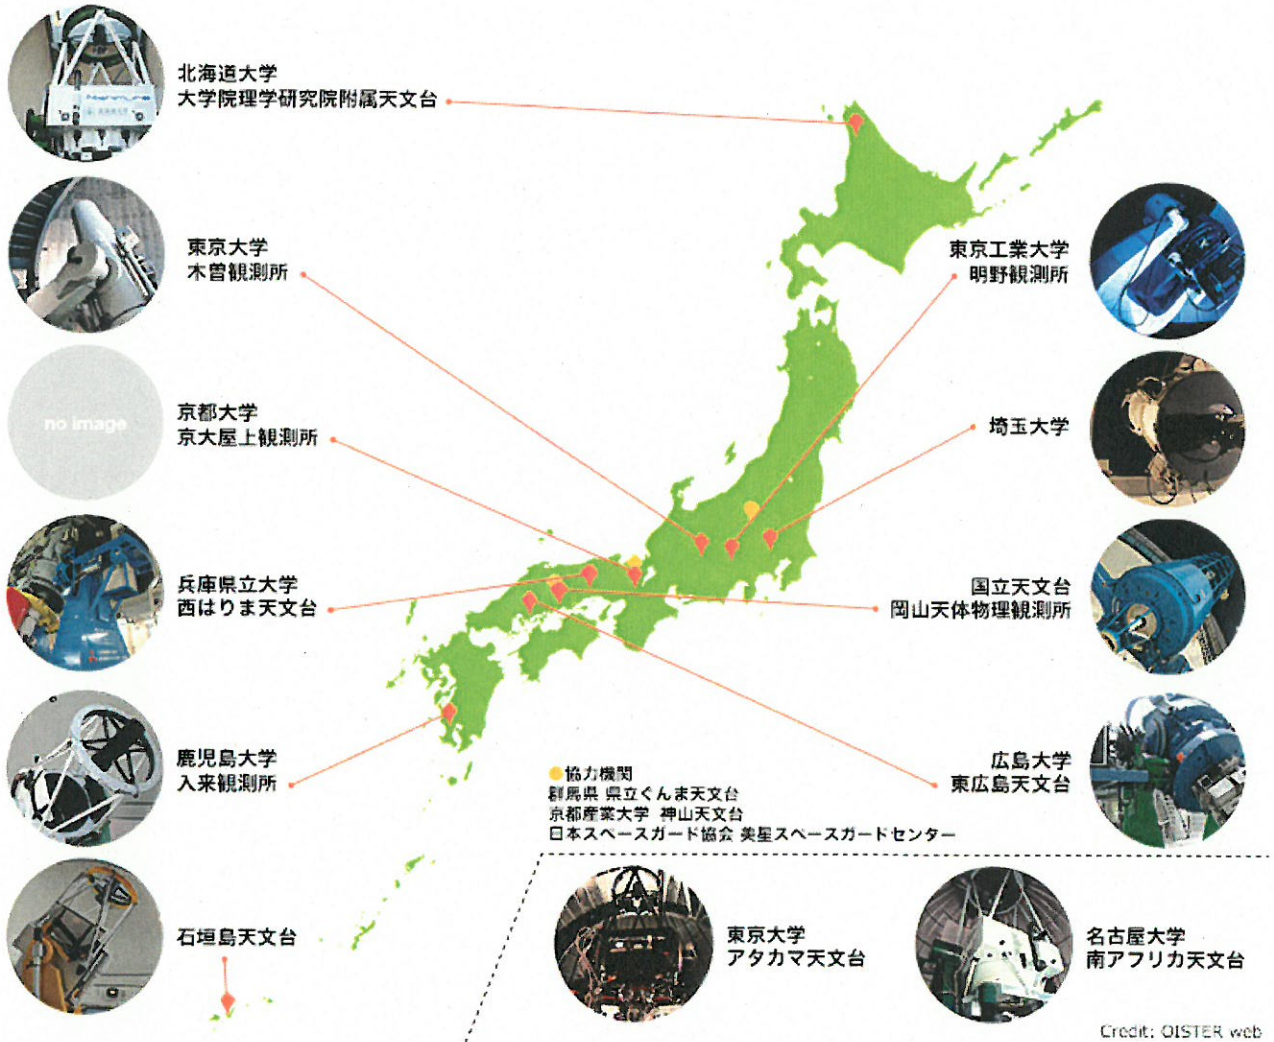 北海道大学
大学院理学研究院附属天文台
東京大学
木曽観測所
東京工業大学
明野観測所
no image
京都大学
京大屋上観測所
埼玉大学
兵庫県立大学
西はりま天文台
国立天文台
岡山天体物理観測所
鹿児島大学
入来観測所
広島大学
東広島天文台
協力機関
群馬県 県立ぐんま天文台
京都産業大学 神山天文台
日本スペースガード協会 美星スペースガードセンター
石垣島天文台
東京大学
アタカマ天文台
名古屋大学
南アフリカ天文台
Credit: OISTER web